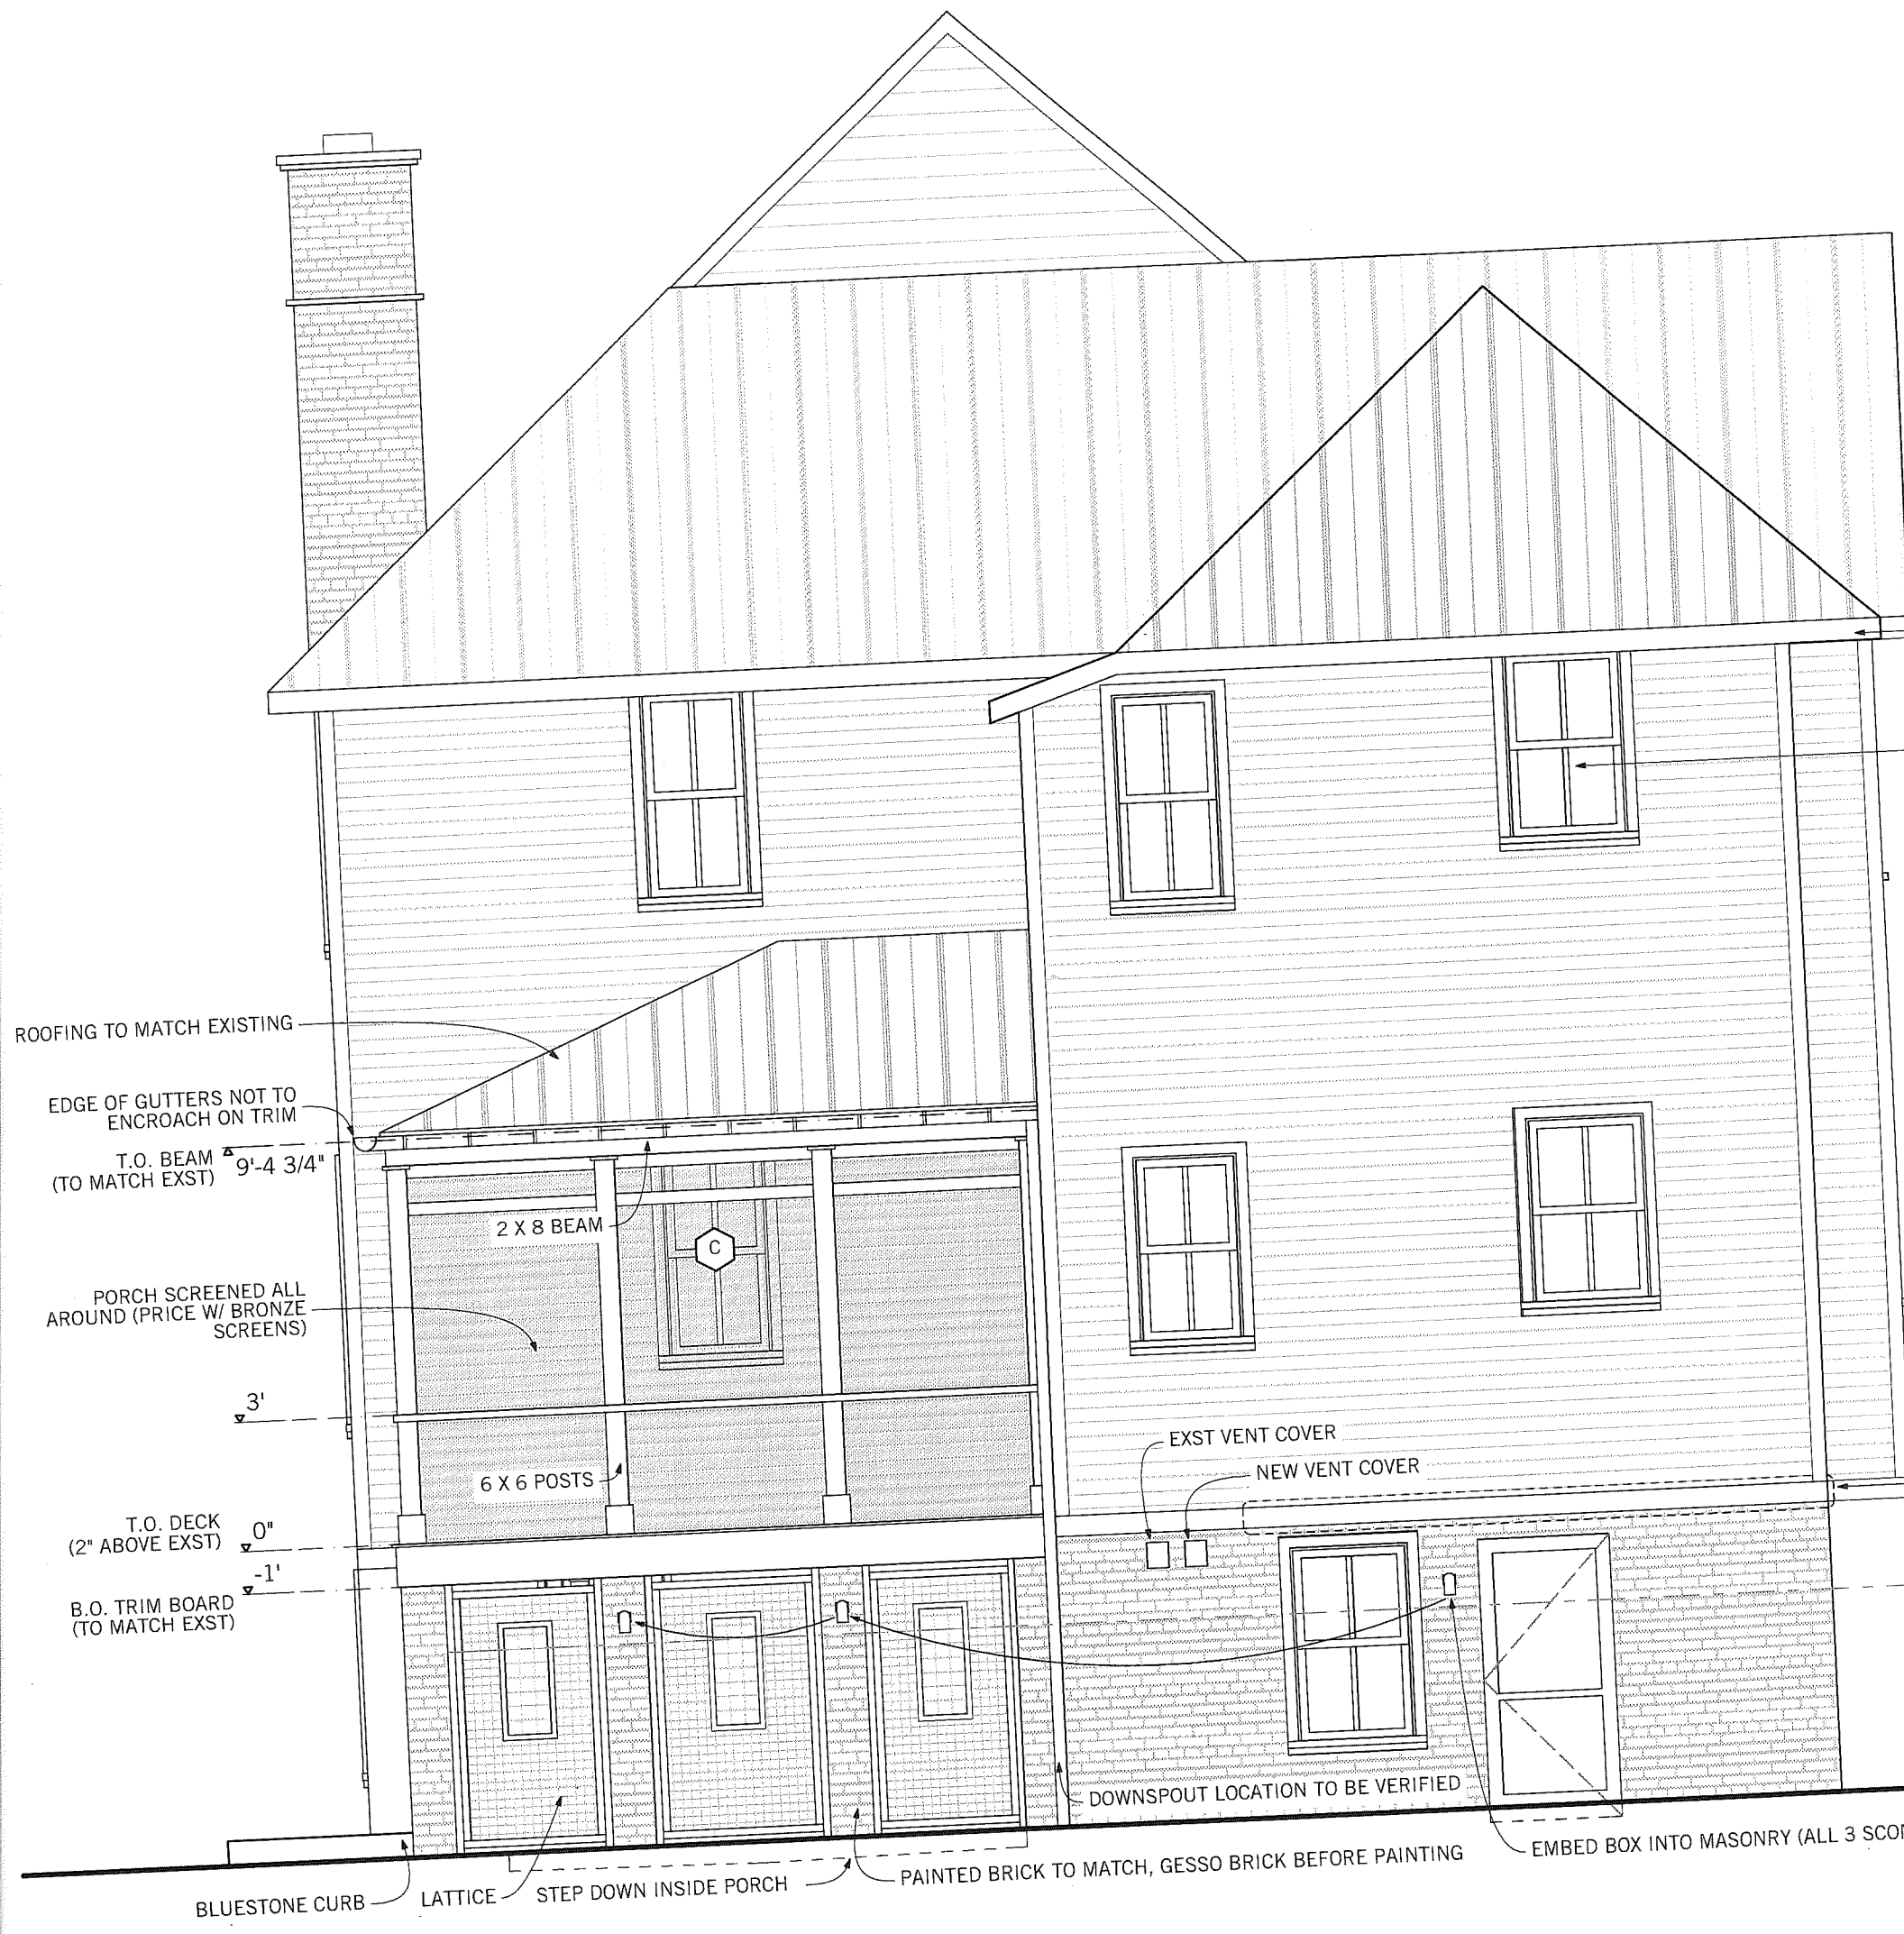 ROOFING TO MATCH EXISTING
EDGE OF GUTTERS NOT TO
ENCROACH ON TRIM
T.O. BEAM
(TO MATCH EXST)
9'-4 3/4"
2 X 8 BEAM
C
PORCH SCREENED ALL
AROUND (PRICE W/ BRONZE
SCREENS)
3'
6 X 6 POSTS
EXST VENT COVER
NEW VENT COVER
T.O. DECK
(2" ABOVE EXST)
0"
-1'
B.O. TRIM BOARD
(TO MATCH EXST)
DOWNSPOUT LOCATION TO BE VERIFIED
EMBED BOX INTO MASONRY (ALL 3
PAINTED BRICK TO MATCH, GESSO BRICK BEFORE PAINTING
STEP DOWN INSIDE PORCH
LATTICE
BLUESTONE CURB